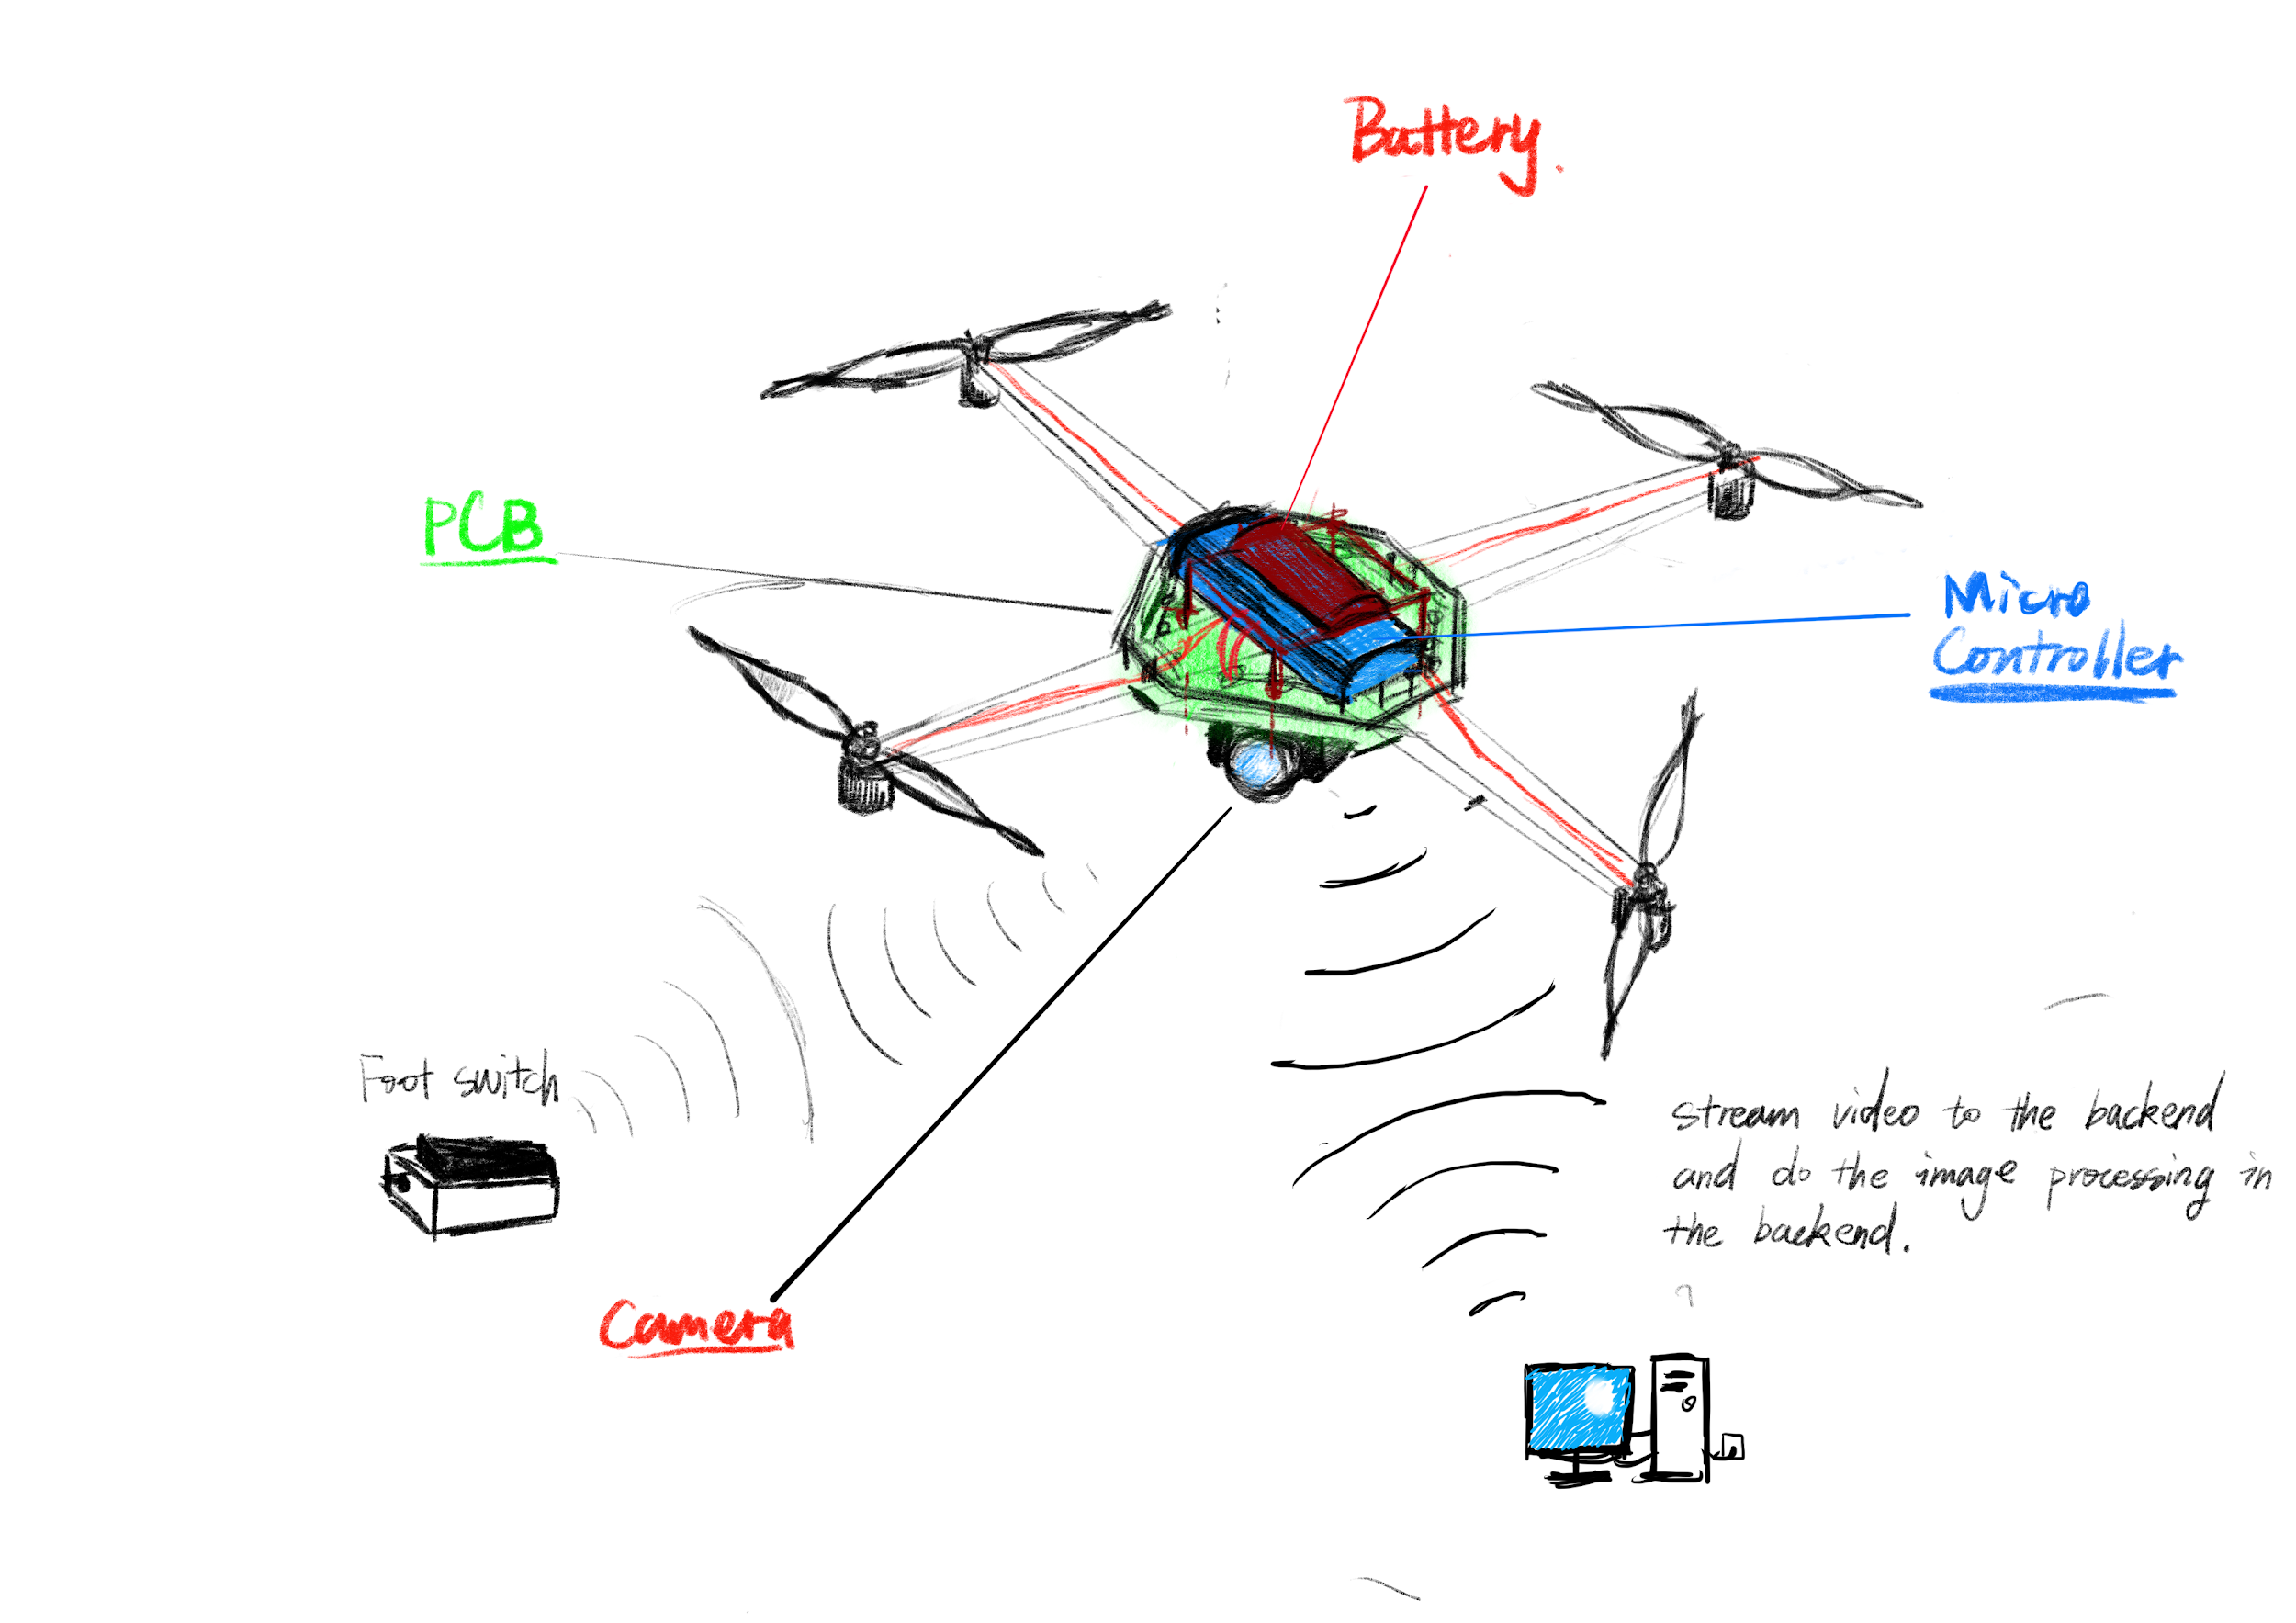 Battery.
PCB
Micro
Controller
Foot switch
stream video to the backend
and do the image processing in
the backend.
Camera